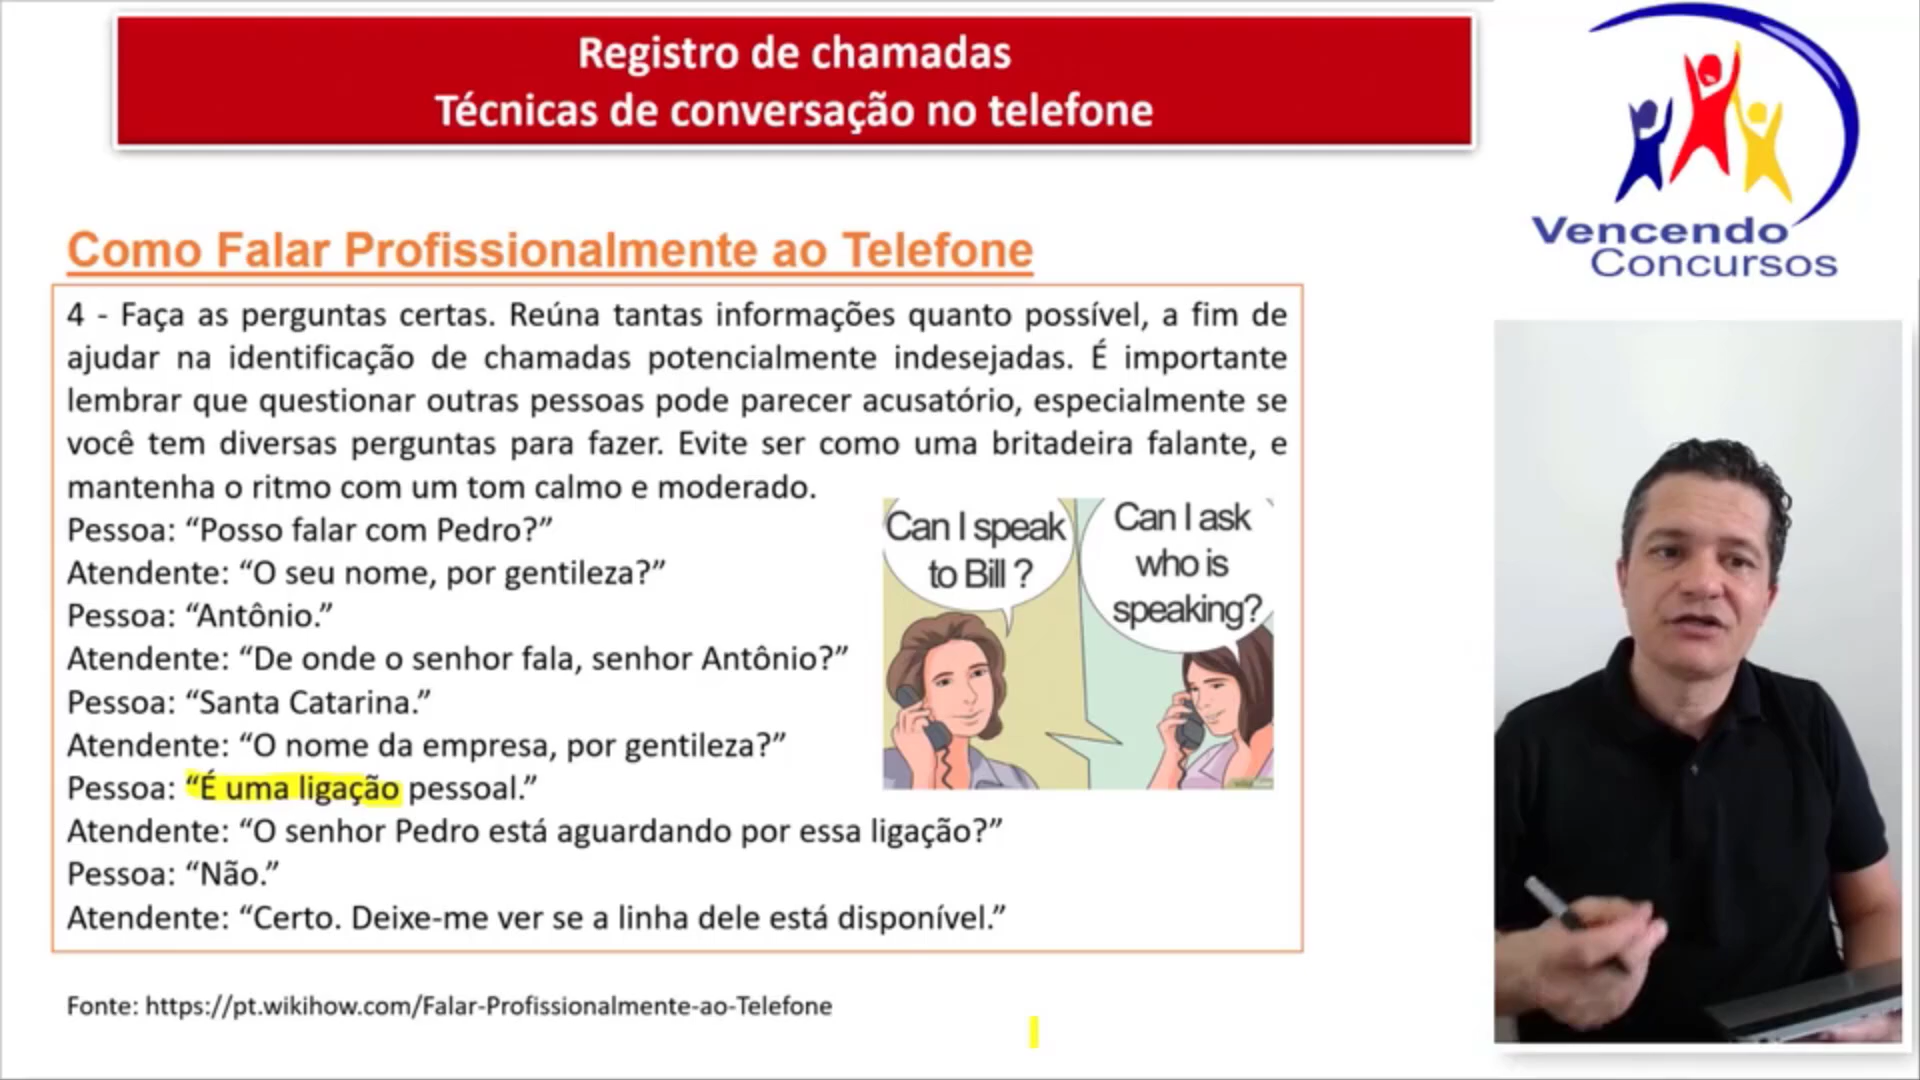 Registro de chamadas
Técnicas de conversação no telefone
Vencendo
Concursos
Como Falar Profissionalmente ao Telefone
4 - Faça as perguntas certas. Reúna tantas informações quanto possível, a fim de
ajudar na identificação de chamadas potencialmente indesejadas. É importante
lembrar que questionar outras pessoas pode parecer acusatório, especialmente se
você tem diversas perguntas para fazer. Evite ser como uma britadeira falante, e
mantenha o ritmo com um tom calmo e moderado.
Pessoa: “Posso falar com Pedro?”
Atendente: “O seu nome, por gentileza?”
Pessoa: “Antônio.”
Atendente: “De onde o senhor fala, senhor Antônio?”
Pessoa: “Santa Catarina.”
Atendente: “O nome da empresa, por gentileza?”
Pessoa: “É uma ligação pessoal.”
Atendente: “O senhor Pedro está aguardando por essa ligação?”
Pessoa: “Não.”
Atendente: “Certo. Deixe-me ver se a linha dele está disponível.”
Can I speak
to Bill ?
Can I ask
who is
speaking?
Fonte: https://pt.wikihow.com/Falar-Profissionalmente-ao-Telefone